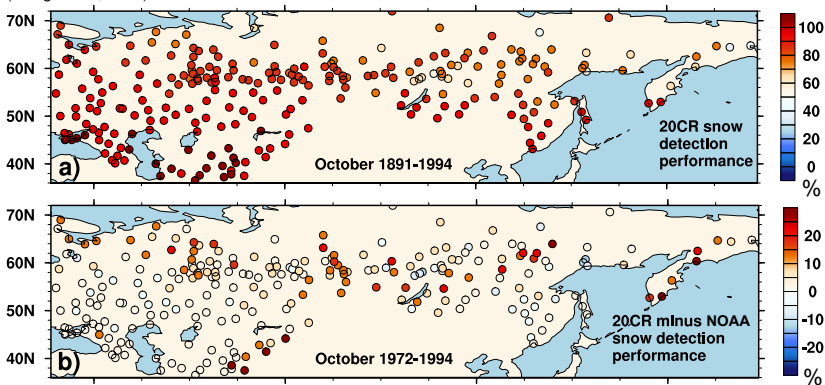 70N
60N
50N
40N
a)
October 1891-1994
20CR snow
detection
performance
100
80
60
40
20
0
%
70N
60N
50N
40N
b)
October 1972-1994
20CR mInus NOAA
snow detection
performance
20
10
0
-10
-20
%